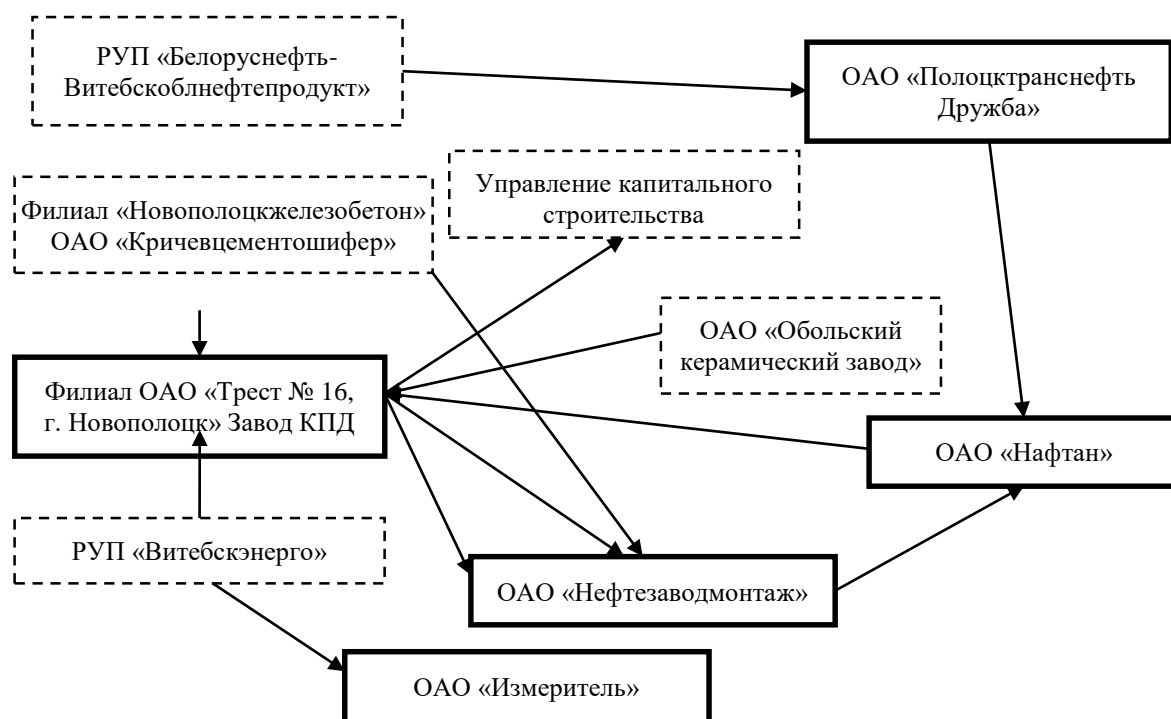 РУП «Белоруснефть-
Витебскоблнефтепродукт»
ОАО «Полоцктранснефть
Дружба»
Управление капитального
строительства
Филиал «Новополоцкжелезобетон»
ОАО «Кричевцементошифер»
ОАО «Обольский
керамический завод»
Филиал ОАО «Трест № 16,
г. Новополоцк» Завод КПД
ОАО «Нафтан»
РУП «Витебскэнерго»
ОАО «Нефтезаводмонтаж»
ОАО «Измеритель»